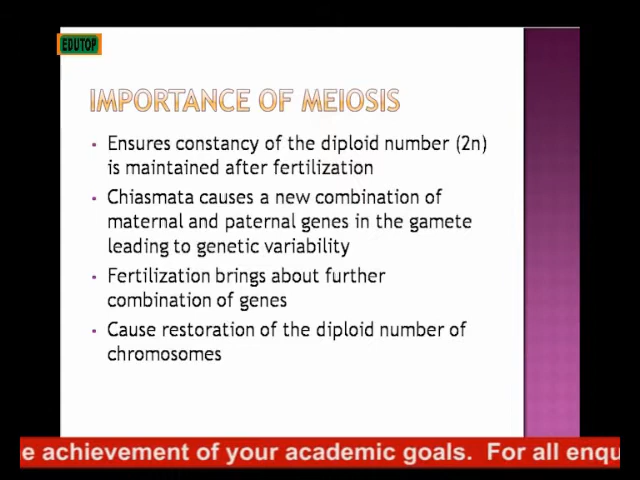 EDUTOP
IMPORTANCE OF MEIOSIS
Ensures constancy of the diploid number (2n)
is maintained after fertilization
Chiasmata causes a new combination of
maternal and paternal genes in the gamete
leading to genetic variability
Fertilization brings about further
combination of genes
Cause restoration of the diploid number of
chromosomes
e achievement of your academic goals. For all enqu